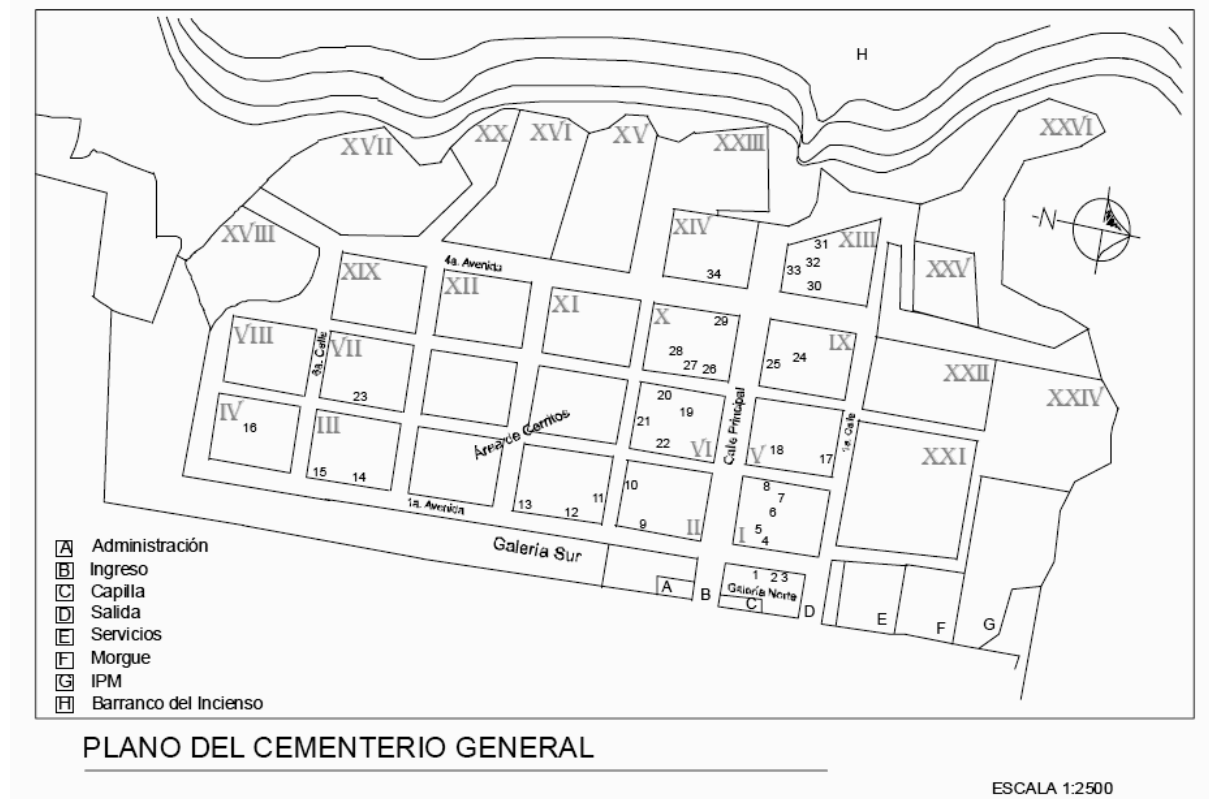 H
XXVI
XX XVI XV
XVII
XXIII
-N-
XVIII
XIV
XIII
31
32
33
30
34
4a. Avenida
XIX
XII
XI
XXV
X
29
28
27 26
IX
24
25
VIII
8a. Calle
VII
23
XXII
XXIV
IV
16
III
15 14
Área de Cerritos
20
19
21
22
VI
Calle Principal
V
18
17
1a. Calle
XXI
1a. Avenida
13
12
11
10
9
II
8
7
6
5
4
I
Galería Sur
A
B
1 2 3
Galería Norte
C
D
E
F
G
A Administración
B Ingreso
C Capilla
D Salida
E Servicios
F Morgue
G IPM
H Barranco del Incienso
PLANO DEL CEMENTERIO GENERAL
ESCALA 1:2500